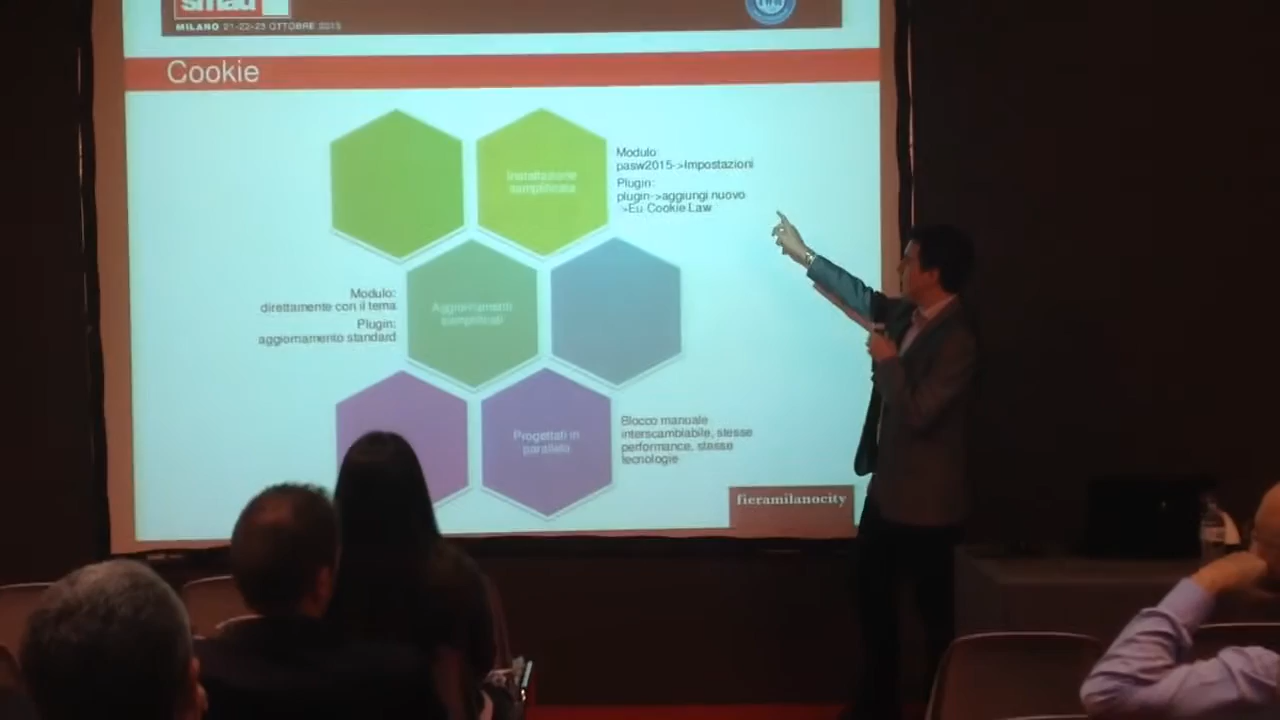 smau
MILANO 21-22-23 OTTOBRE 2015
Cookie
Installazione
semplificata
Modulo:
pasw2015->Impostazioni
Plugin:
plugin->aggiungi nuovo
->Eu Cookie Law
Modulo:
direttamente con il tema
Plugin:
aggiornamento standard
Aggiornamenti
semplificati
Progettati in
parallelo
Blocco manuale
interscambiabile, stesse
performance, stesse
tecnologie
fieramilanocity